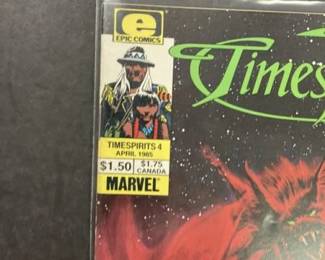 e
EPIC COMICS
Times
TIMESPIRITS 4
APRIL 1985
$1.50
$1.75
CANADA
MARVEL